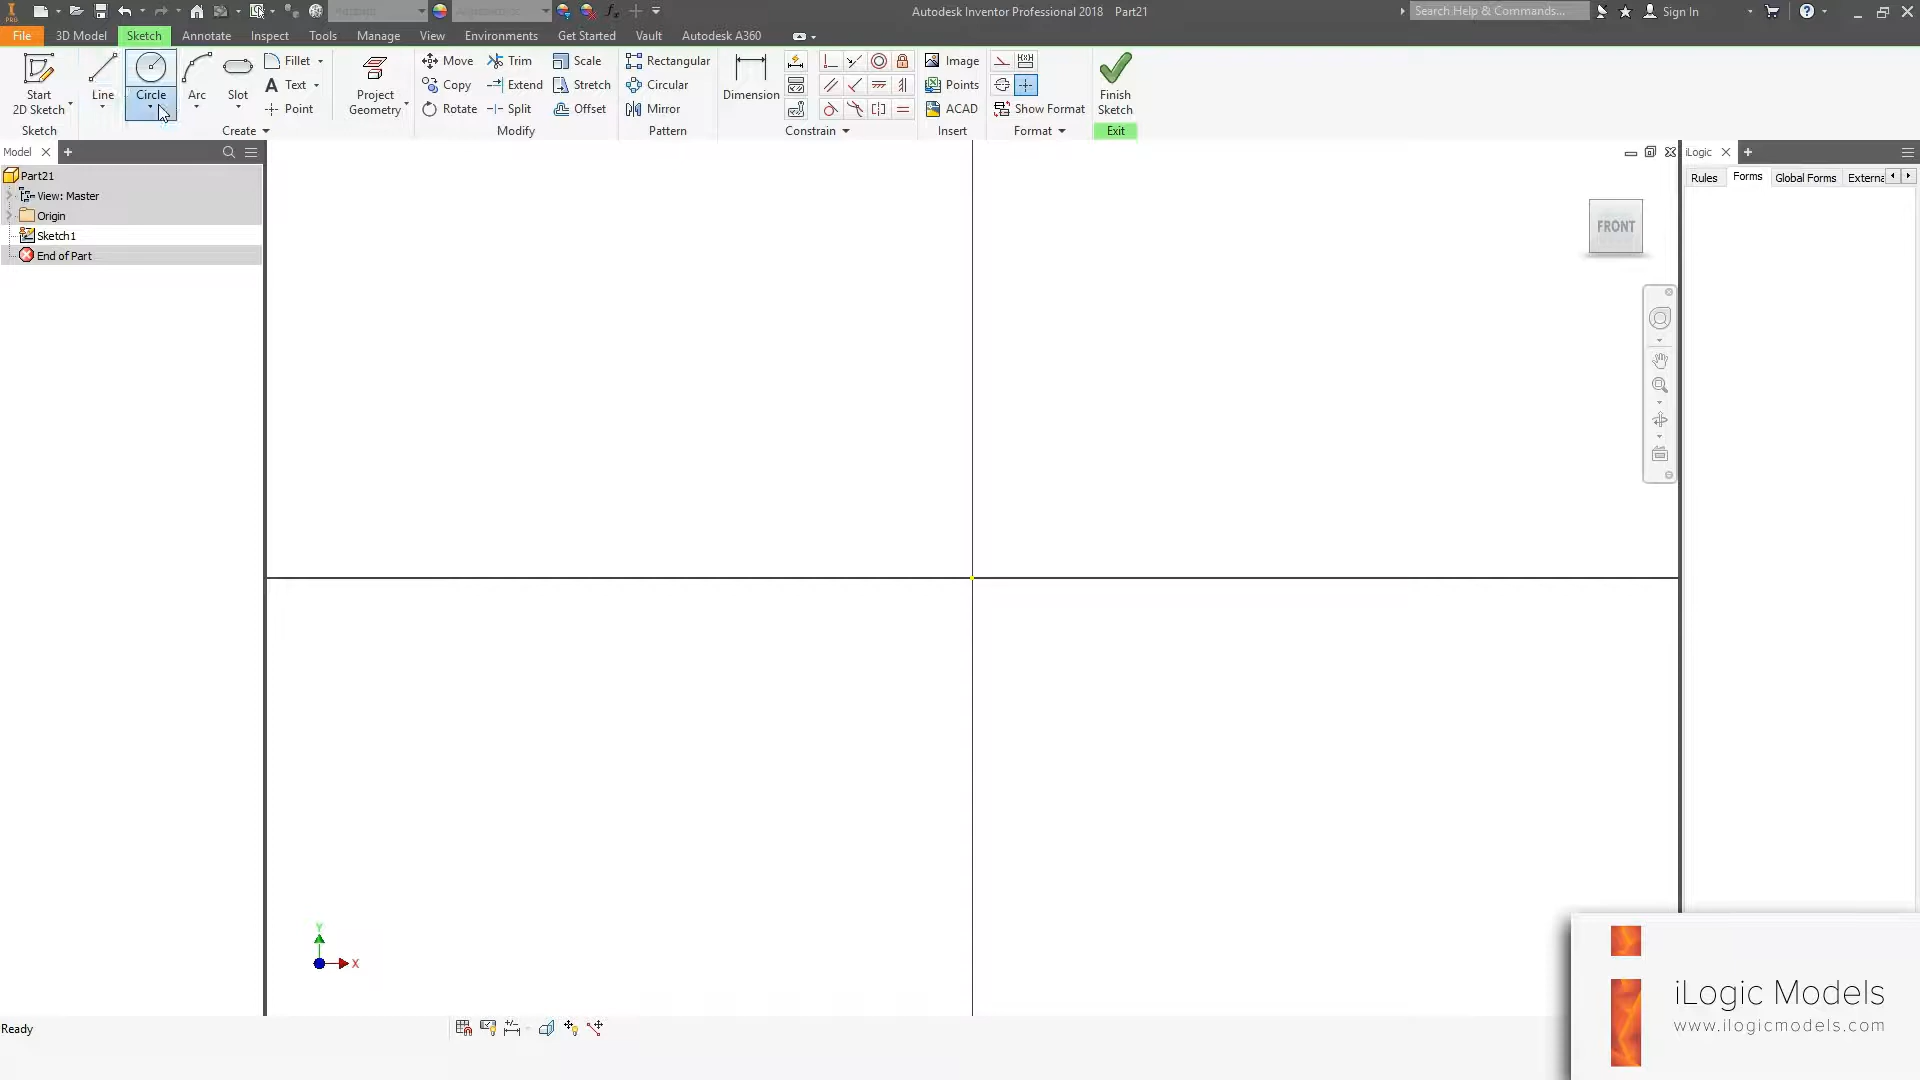 Autodesk Inventor Professional 2018 Part21
Search Help & Commands...
Sign In
File 3D Model Sketch Annotate Inspect Tools Manage View Environments Get Started Vault Autodesk A360
Start
2D Sketch
Line
Circle
Arc
Slot
Fillet
Text
Point
Project
Geometry
Move
Copy
Rotate
Trim
Extend
Split
Scale
Stretch
Offset
Rectangular
Circular
Mirror
Dimension
Image
Points
ACAD
Show Format
Finish
Sketch
Sketch Create Modify Pattern Constrain Insert Format Exit
Model
Part21
View: Master
Origin
Sketch1
End of Part
iLogic
Rules Forms Global Forms Externa
FRONT
Y
X
Ready
iLogic Models
www.ilogicmodels.com